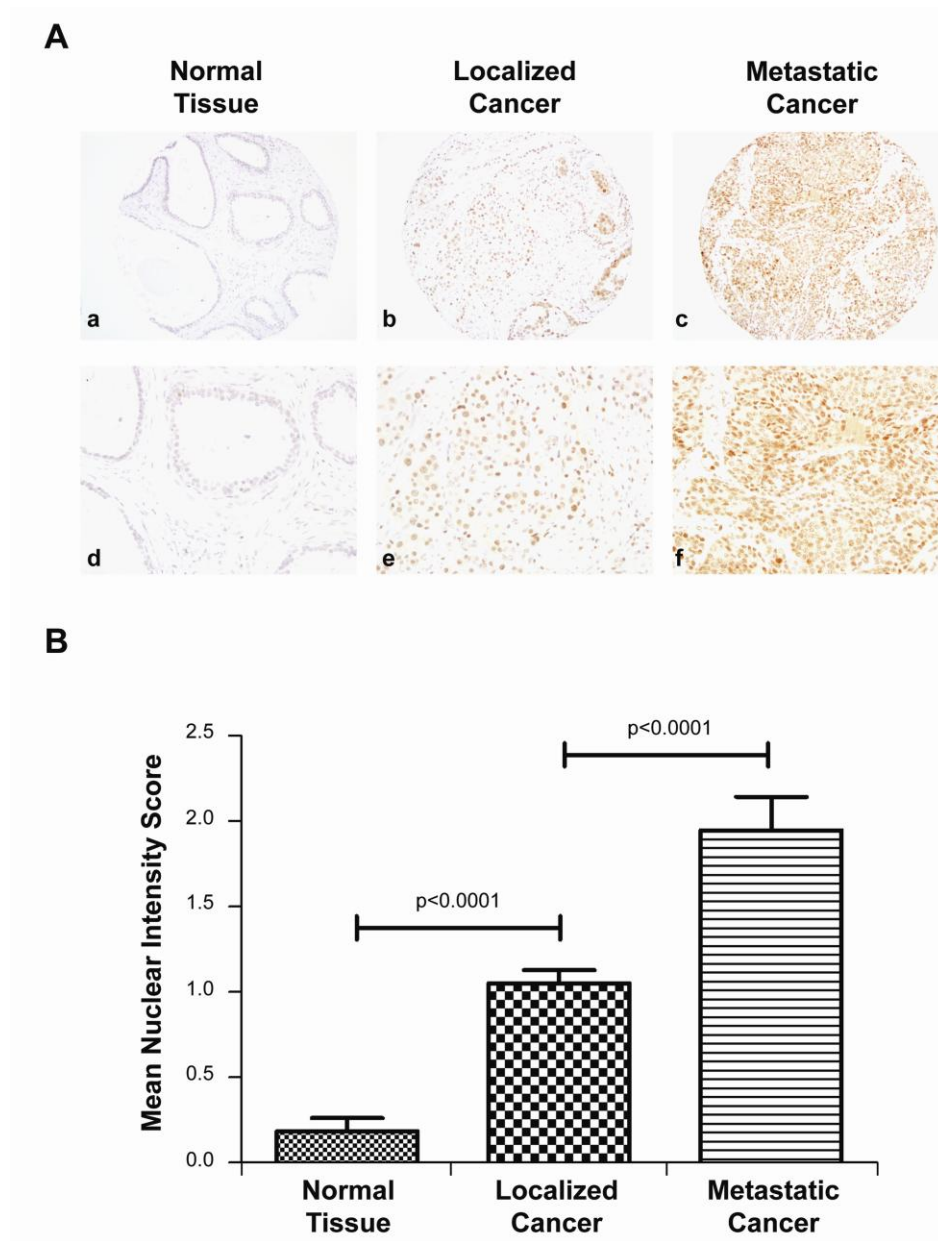 A
Normal
Tissue
Localized
Cancer
Metastatic
Cancer
a
b
c
d
e
f
B
Mean Nuclear Intensity Score
2.5
2.0
1.5
1.0
0.5
0.0
p<0.0001
p<0.0001
Normal
Tissue
Localized
Cancer
Metastatic
Cancer